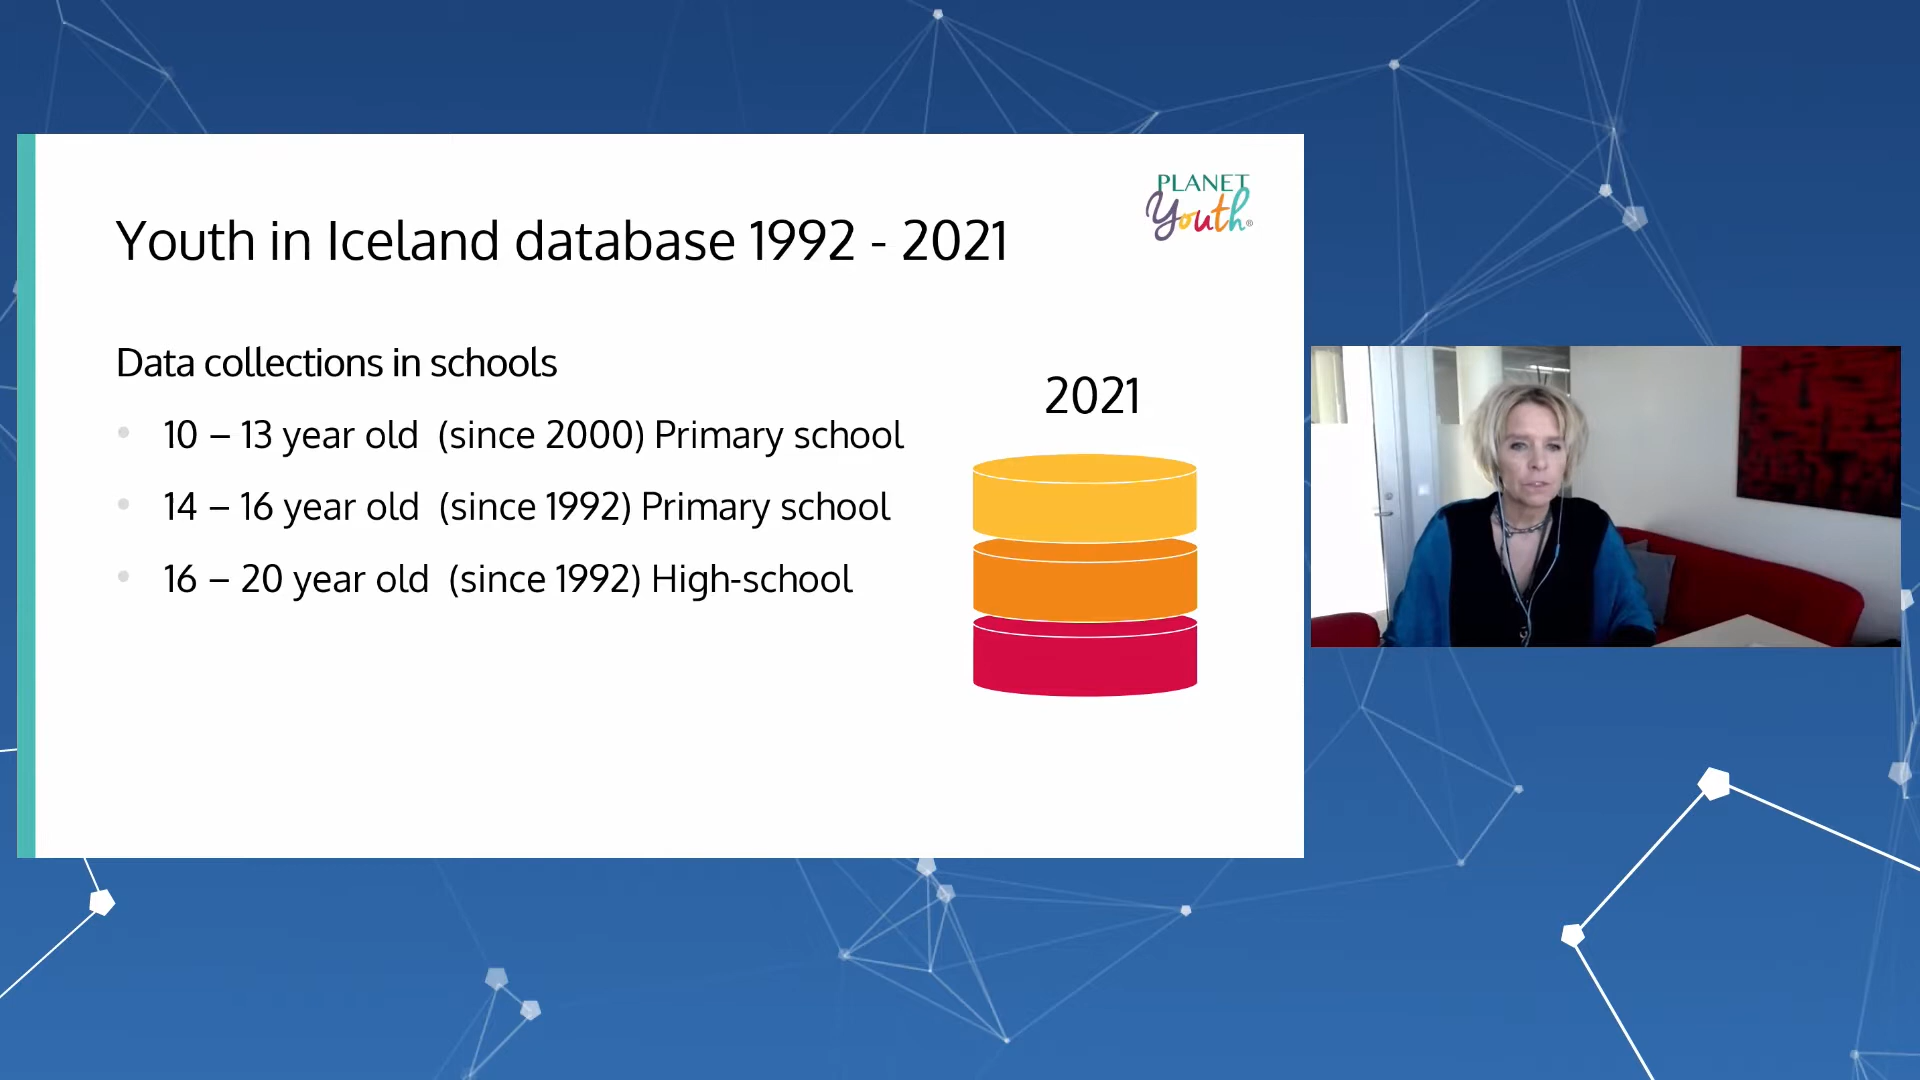 PLANET
Youth®
Youth in Iceland database 1992 - 2021
Data collections in schools
10 – 13 year old (since 2000) Primary school
14 – 16 year old (since 1992) Primary school
16 – 20 year old (since 1992) High-school
2021